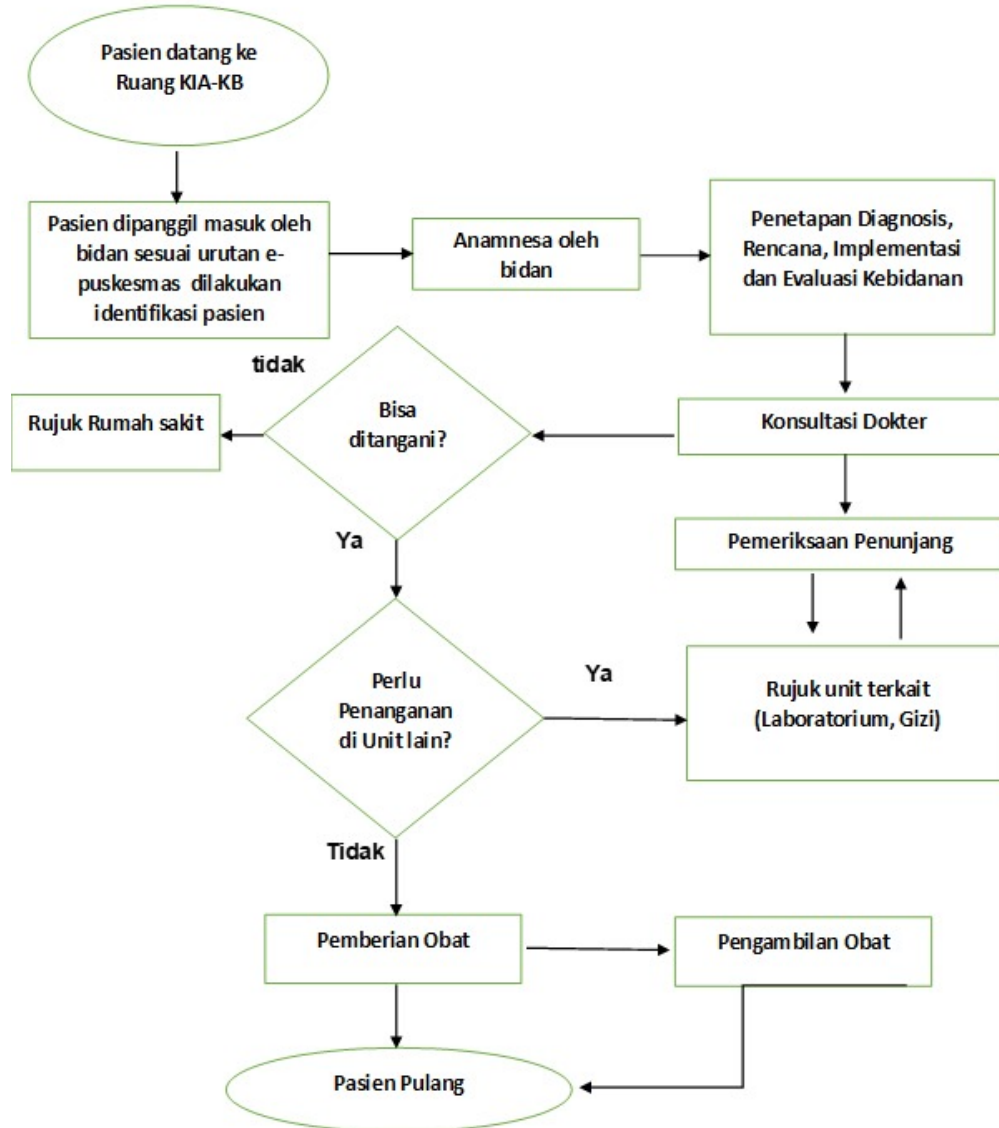 Pasien datang ke
Ruang KIA-KB
Pasien dipanggil masuk oleh
bidan sesuai urutan e-
puskesmas dilakukan
identifikasi pasien
Anamnesa oleh
bidan
Penetapan Diagnosis,
Rencana, Implementasi
dan Evaluasi Kebidanan
tidak
Rujuk Rumah sakit
Bisa
ditangani?
Konsultasi Dokter
Ya
Pemeriksaan Penunjang
Perlu
Penanganan
di Unit lain?
Ya
Rujuk unit terkait
(Laboratorium, Gizi)
Tidak
Pemberian Obat
Pengambilan Obat
Pasien Pulang